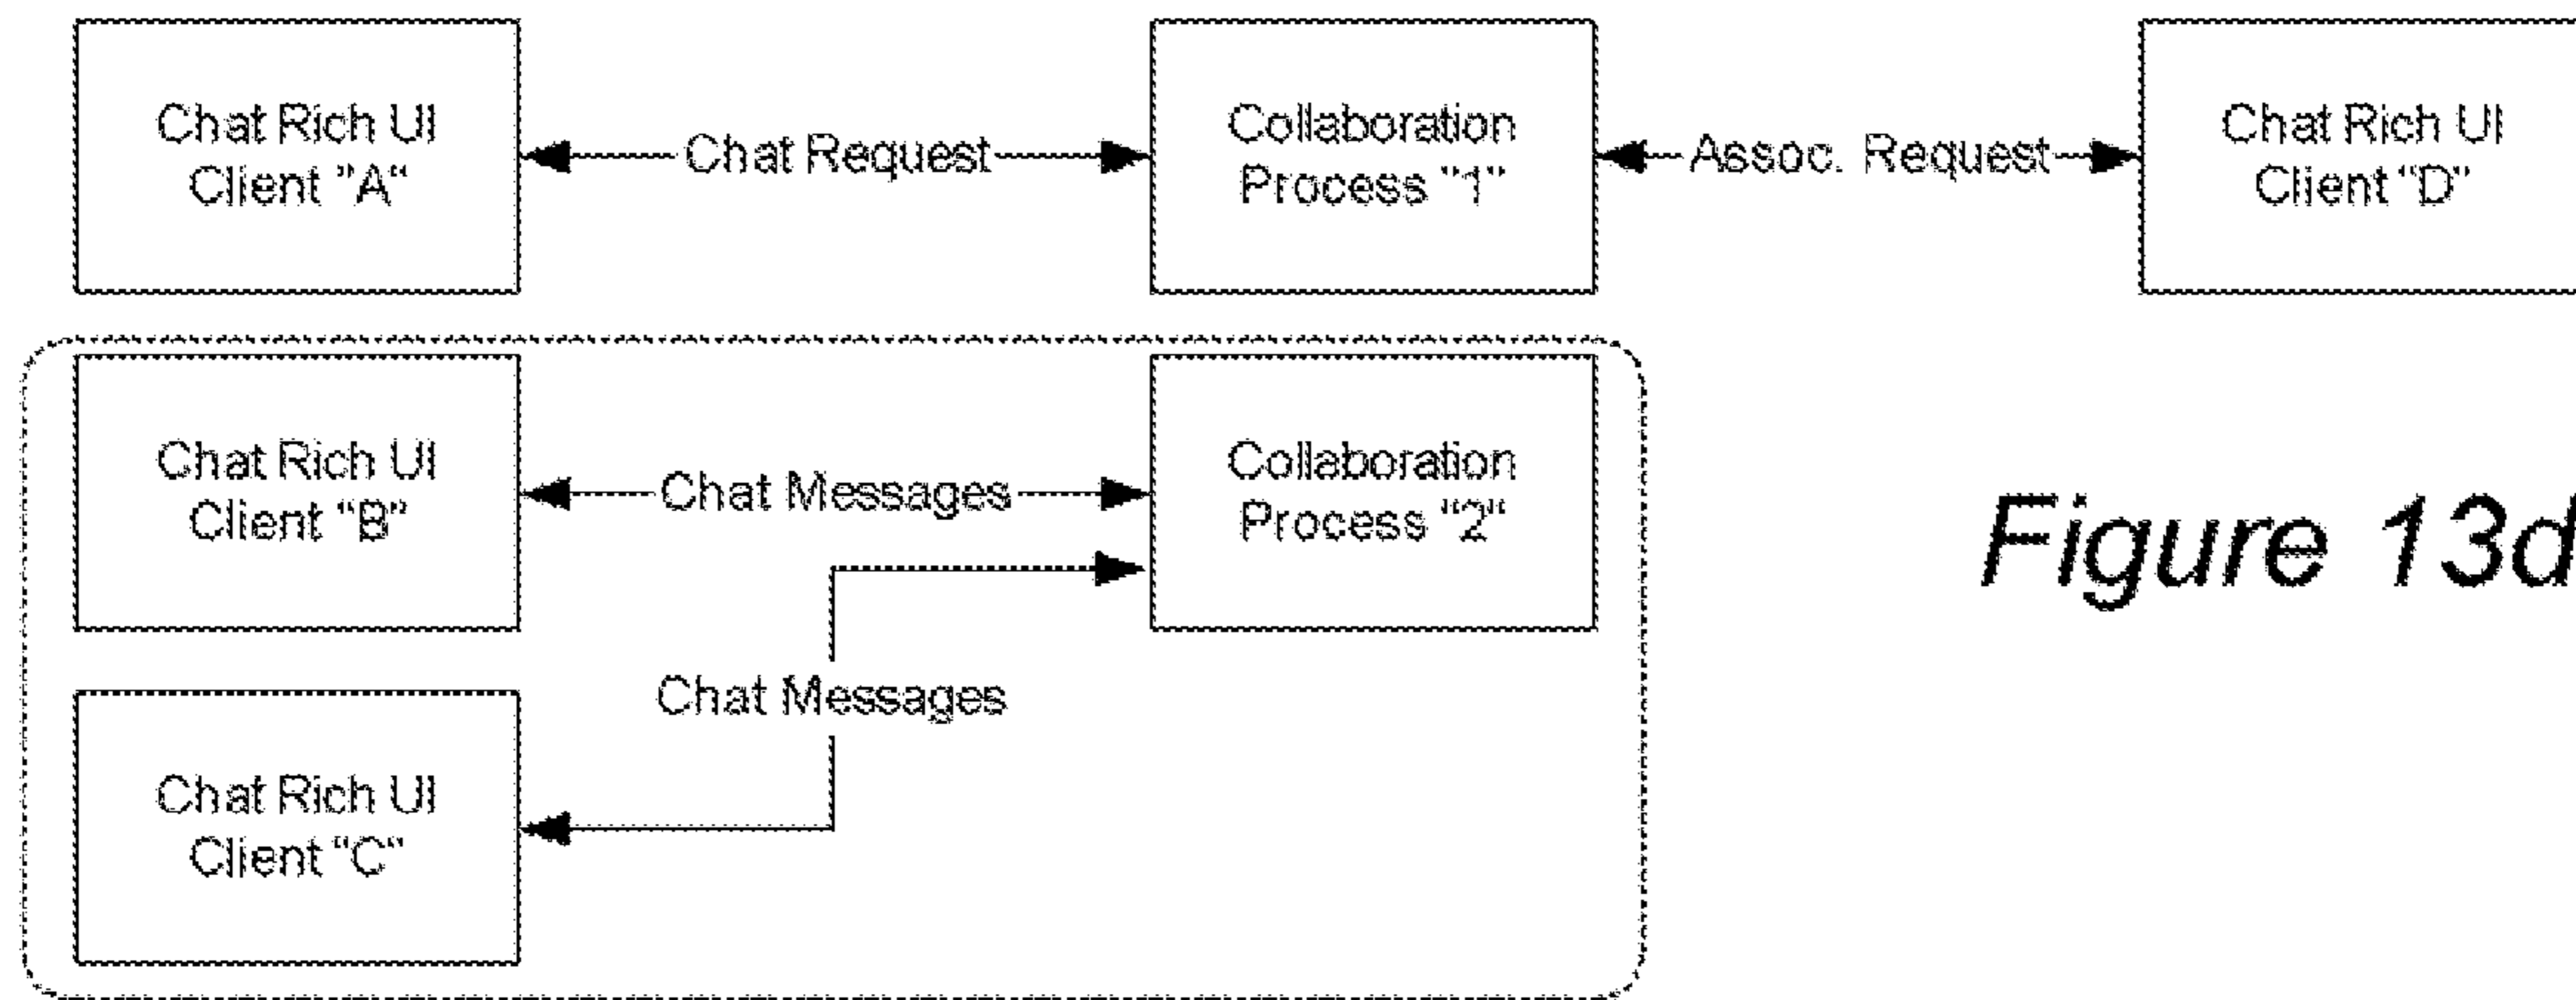 Chat Rich UI
Client "A"
Chat Request
Collaboration
Process "1"
Assoc. Request
Chat Rich UI
Client "D"
Chat Rich UI
Client "B"
Chat Messages
Collaboration
Process "2"
Figure 13d
Chat Messages
Chat Rich UI
Client "C"